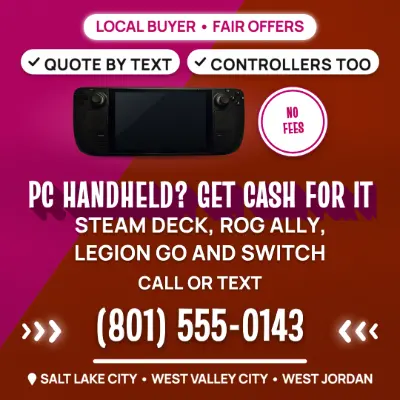 LOCAL BUYER • FAIR OFFERS
✓ QUOTE BY TEXT
✓ CONTROLLERS TOO
NO
FEES
PC HANDHELD? GET CASH FOR IT
STEAM DECK, ROG ALLY,
LEGION GO AND SWITCH
CALL OR TEXT
››› (801) 555-0143 ‹‹‹
SALT LAKE CITY • WEST VALLEY CITY • WEST JORDAN